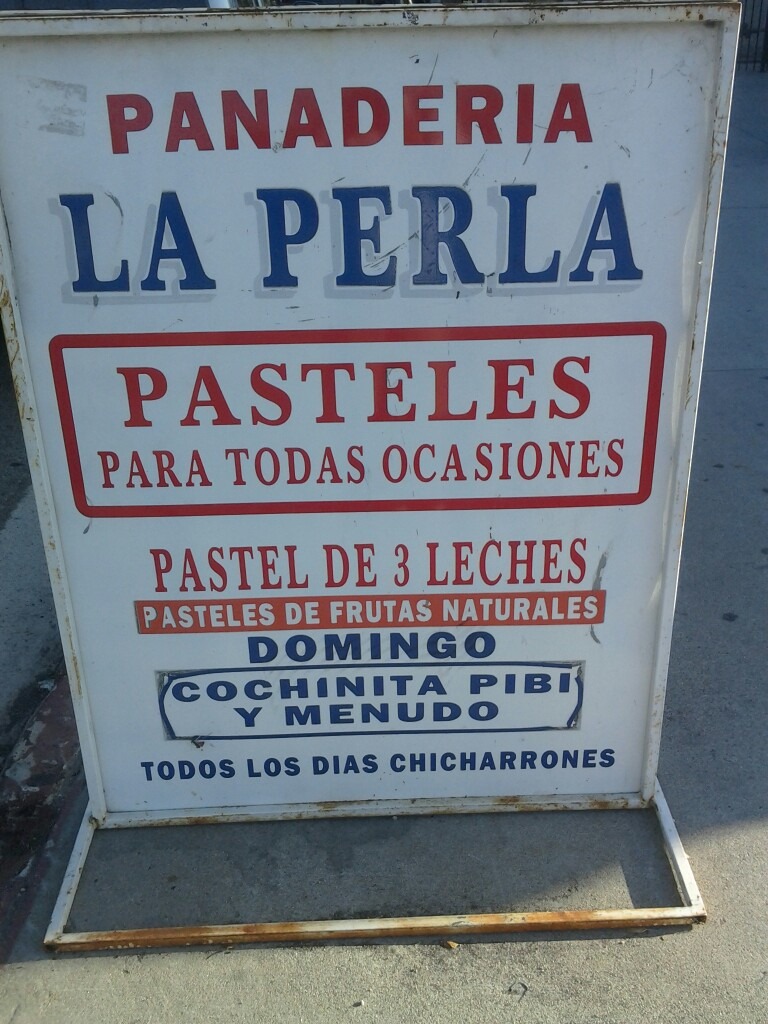 PANADERIA
LA PERLA
PASTELES
PARA TODAS OCASIONES
PASTEL DE 3 LECHES
PASTELES DE FRUTAS NATURALES
DOMINGO
COCHINITA PIBI
Y MENUDO
TODOS LOS DIAS CHICHARRONES